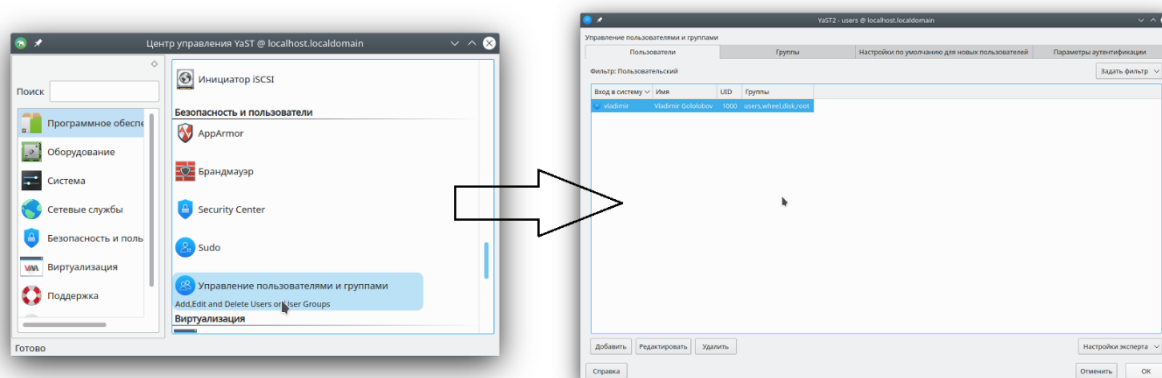 Центр управления YaST @ localhost.localdomain
Поиск
Программное обеспе
Оборудование
Система
Сетевые службы
Безопасность и поль
Виртуализация
Поддержка
Инициатор iSCSI
Безопасность и пользователи
AppArmor
Брандмауэр
Security Center
Sudo
Управление пользователями и группами
Add,Edit and Delete Users or User Groups
Виртуализация
Готово
YaST2 - users @ localhost.localdomain
Управление пользователями и группами
Пользователи Группы Настройки по умолчанию для новых пользователей Параметры аутентификации
Фильтр: Пользовательский Задать фильтр
Вход в систему Имя UID Группы
vladimir Vladimir Gololobov 1000 users,wheel,disk,root
Добавить Редактировать Удалить Настройки эксперта
Справка Отменить OK